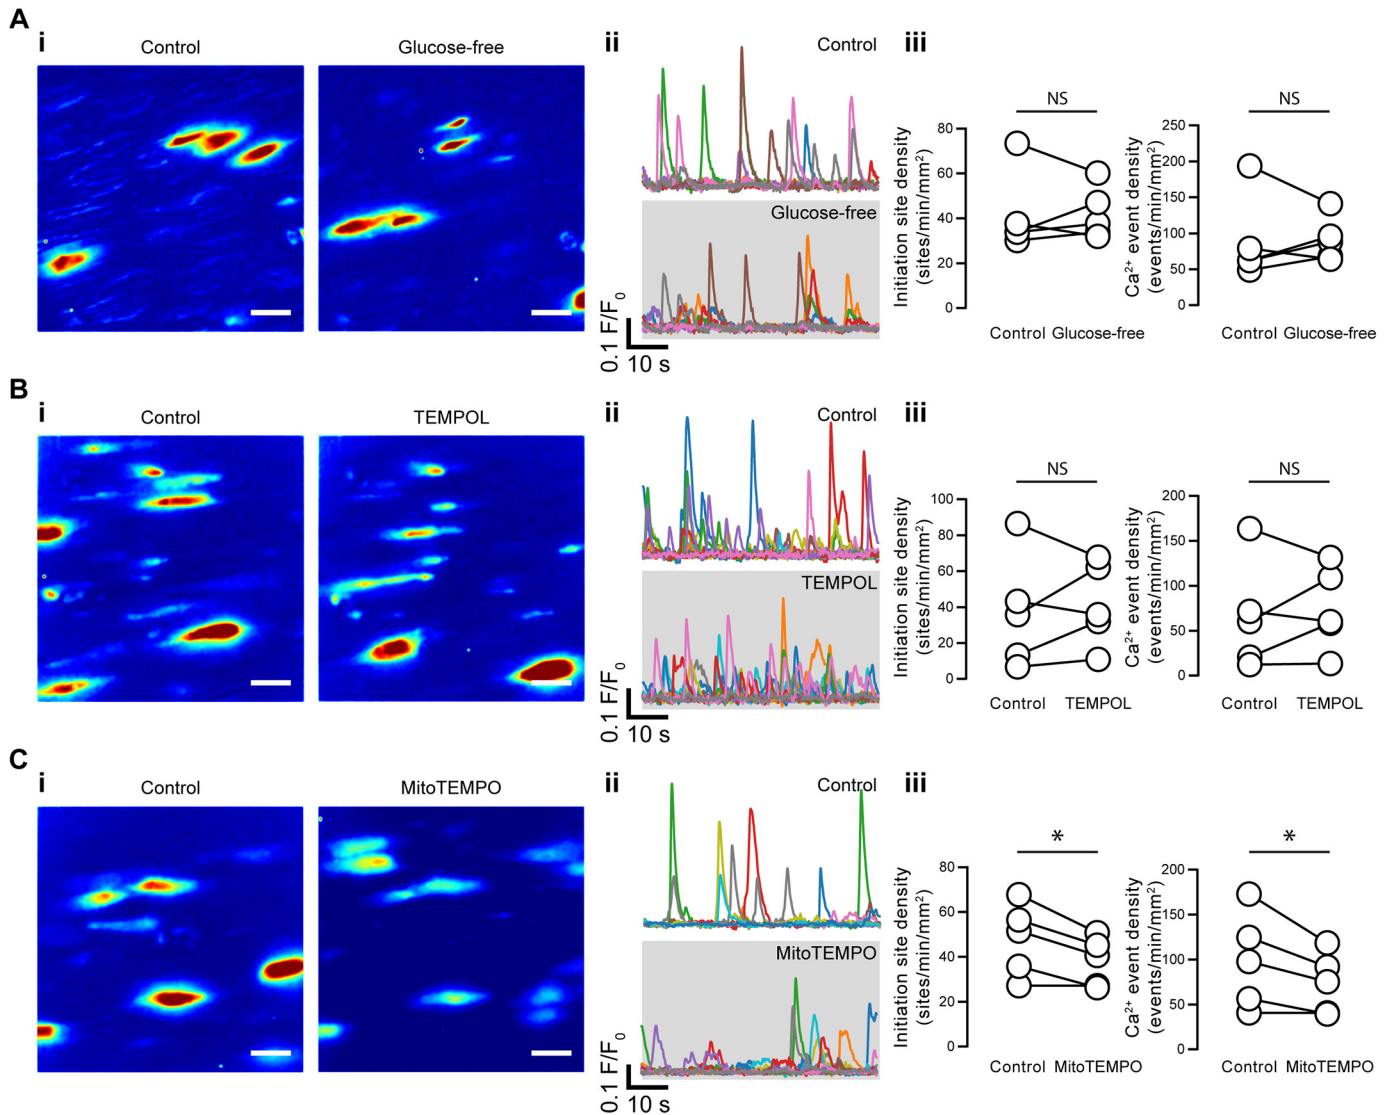 A
i
Control
Glucose-free
ii
Control
Glucose-free
0.1 F/F0
10 s
iii
NS
Initiation site density
(sites/min/mm²)
80
60
40
20
0
Control Glucose-free
NS
Ca²⁺ event density
(events/min/mm²)
250
200
150
100
50
0
Control Glucose-free
B
i
Control
TEMPOL
ii
Control
TEMPOL
0.1 F/F0
10 s
iii
NS
Initiation site density
(sites/min/mm²)
100
80
60
40
20
0
Control TEMPOL
NS
Ca²⁺ event density
(events/min/mm²)
200
150
100
50
0
Control TEMPOL
C
i
Control
MitoTEMPO
ii
Control
MitoTEMPO
0.1 F/F0
10 s
iii
*
Initiation site density
(sites/min/mm²)
80
60
40
20
0
Control MitoTEMPO
*
Ca²⁺ event density
(events/min/mm²)
200
150
100
50
0
Control MitoTEMPO